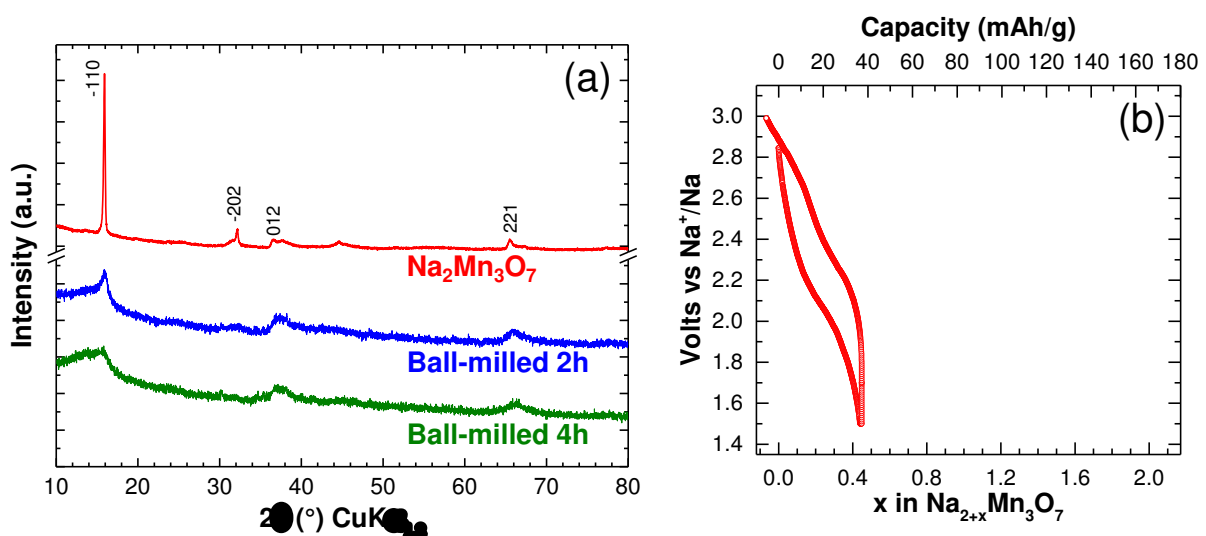 (a)
Intensity (a.u.)
-110
-202
012
221
Na₂Mn₃O₇
Ball-milled 2h
Ball-milled 4h
10 20 30 40 50 60 70 80
(°) CuK
Capacity (mAh/g)
0 20 40 60 80 100 120 140 160 180
(b)
Volts vs Na⁺/Na
3.0
2.8
2.6
2.4
2.2
2.0
1.8
1.6
1.4
0.0 0.4 0.8 1.2 1.6 2.0
x in Na₂₊ₓMn₃O₇